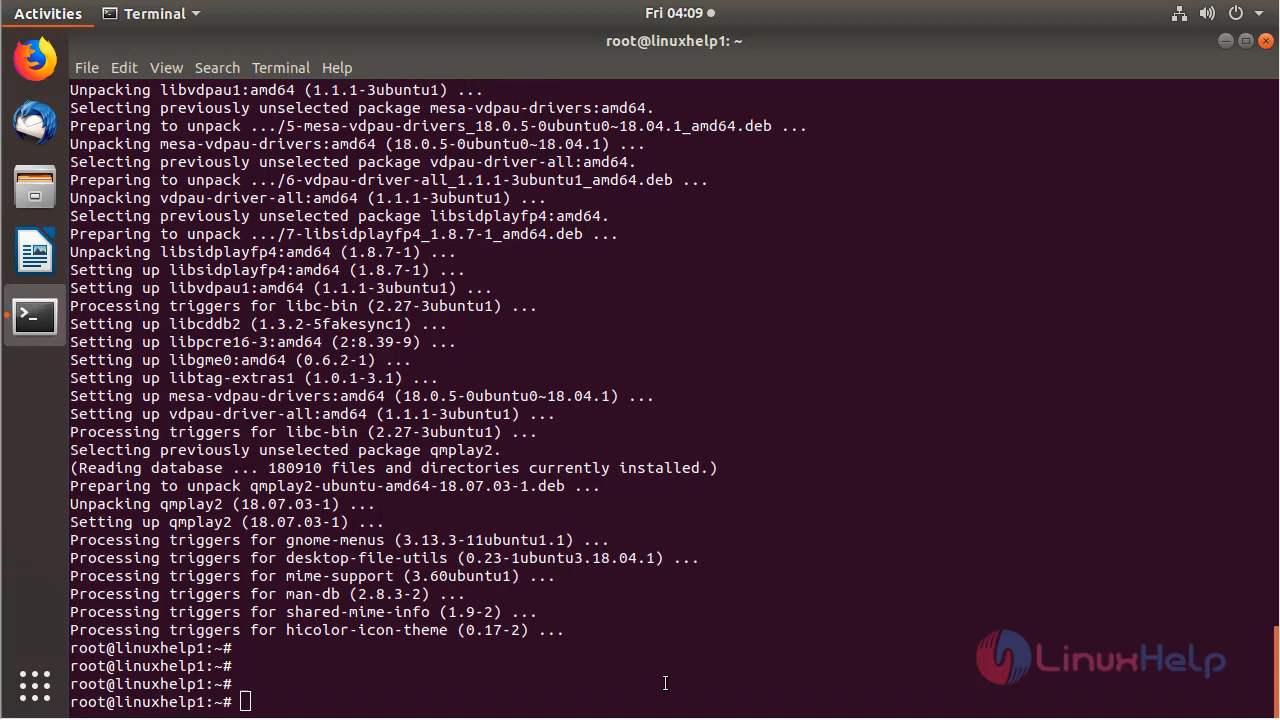 Activities Terminal Fri 04:09
root@linuxhelp1: ~
File Edit View Search Terminal Help
Unpacking libvdpau1:amd64 (1.1.1-3ubuntu1) ...
Selecting previously unselected package mesa-vdpau-drivers:amd64.
Preparing to unpack .../5-mesa-vdpau-drivers_18.0.5-0ubuntu0~18.04.1_amd64.deb ...
Unpacking mesa-vdpau-drivers:amd64 (18.0.5-0ubuntu0~18.04.1) ...
Selecting previously unselected package vdpau-driver-all:amd64.
Preparing to unpack .../6-vdpau-driver-all_1.1.1-3ubuntu1_amd64.deb ...
Unpacking vdpau-driver-all:amd64 (1.1.1-3ubuntu1) ...
Selecting previously unselected package libsidplayfp4:amd64.
Preparing to unpack .../7-libsidplayfp4_1.8.7-1_amd64.deb ...
Unpacking libsidplayfp4:amd64 (1.8.7-1) ...
Setting up libsidplayfp4:amd64 (1.8.7-1) ...
Setting up libvdpau1:amd64 (1.1.1-3ubuntu1) ...
Processing triggers for libc-bin (2.27-3ubuntu1) ...
Setting up libcddb2 (1.3.2-5fakesync1) ...
Setting up libpcre16-3:amd64 (2:8.39-9) ...
Setting up libgme0:amd64 (0.6.2-1) ...
Setting up libtag-extras1 (1.0.1-3.1) ...
Setting up mesa-vdpau-drivers:amd64 (18.0.5-0ubuntu0~18.04.1) ...
Setting up vdpau-driver-all:amd64 (1.1.1-3ubuntu1) ...
Processing triggers for libc-bin (2.27-3ubuntu1) ...
Selecting previously unselected package qmplay2.
(Reading database ... 180910 files and directories currently installed.)
Preparing to unpack qmplay2-ubuntu-amd64-18.07.03-1.deb ...
Unpacking qmplay2 (18.07.03-1) ...
Setting up qmplay2 (18.07.03-1) ...
Processing triggers for gnome-menus (3.13.3-11ubuntu1.1) ...
Processing triggers for desktop-file-utils (0.23-1ubuntu3.18.04.1) ...
Processing triggers for mime-support (3.60ubuntu1) ...
Processing triggers for man-db (2.8.3-2) ...
Processing triggers for shared-mime-info (1.9-2) ...
Processing triggers for hicolor-icon-theme (0.17-2) ...
root@linuxhelp1:~#
root@linuxhelp1:~#
root@linuxhelp1:~#
root@linuxhelp1:~#
LinuxHelp